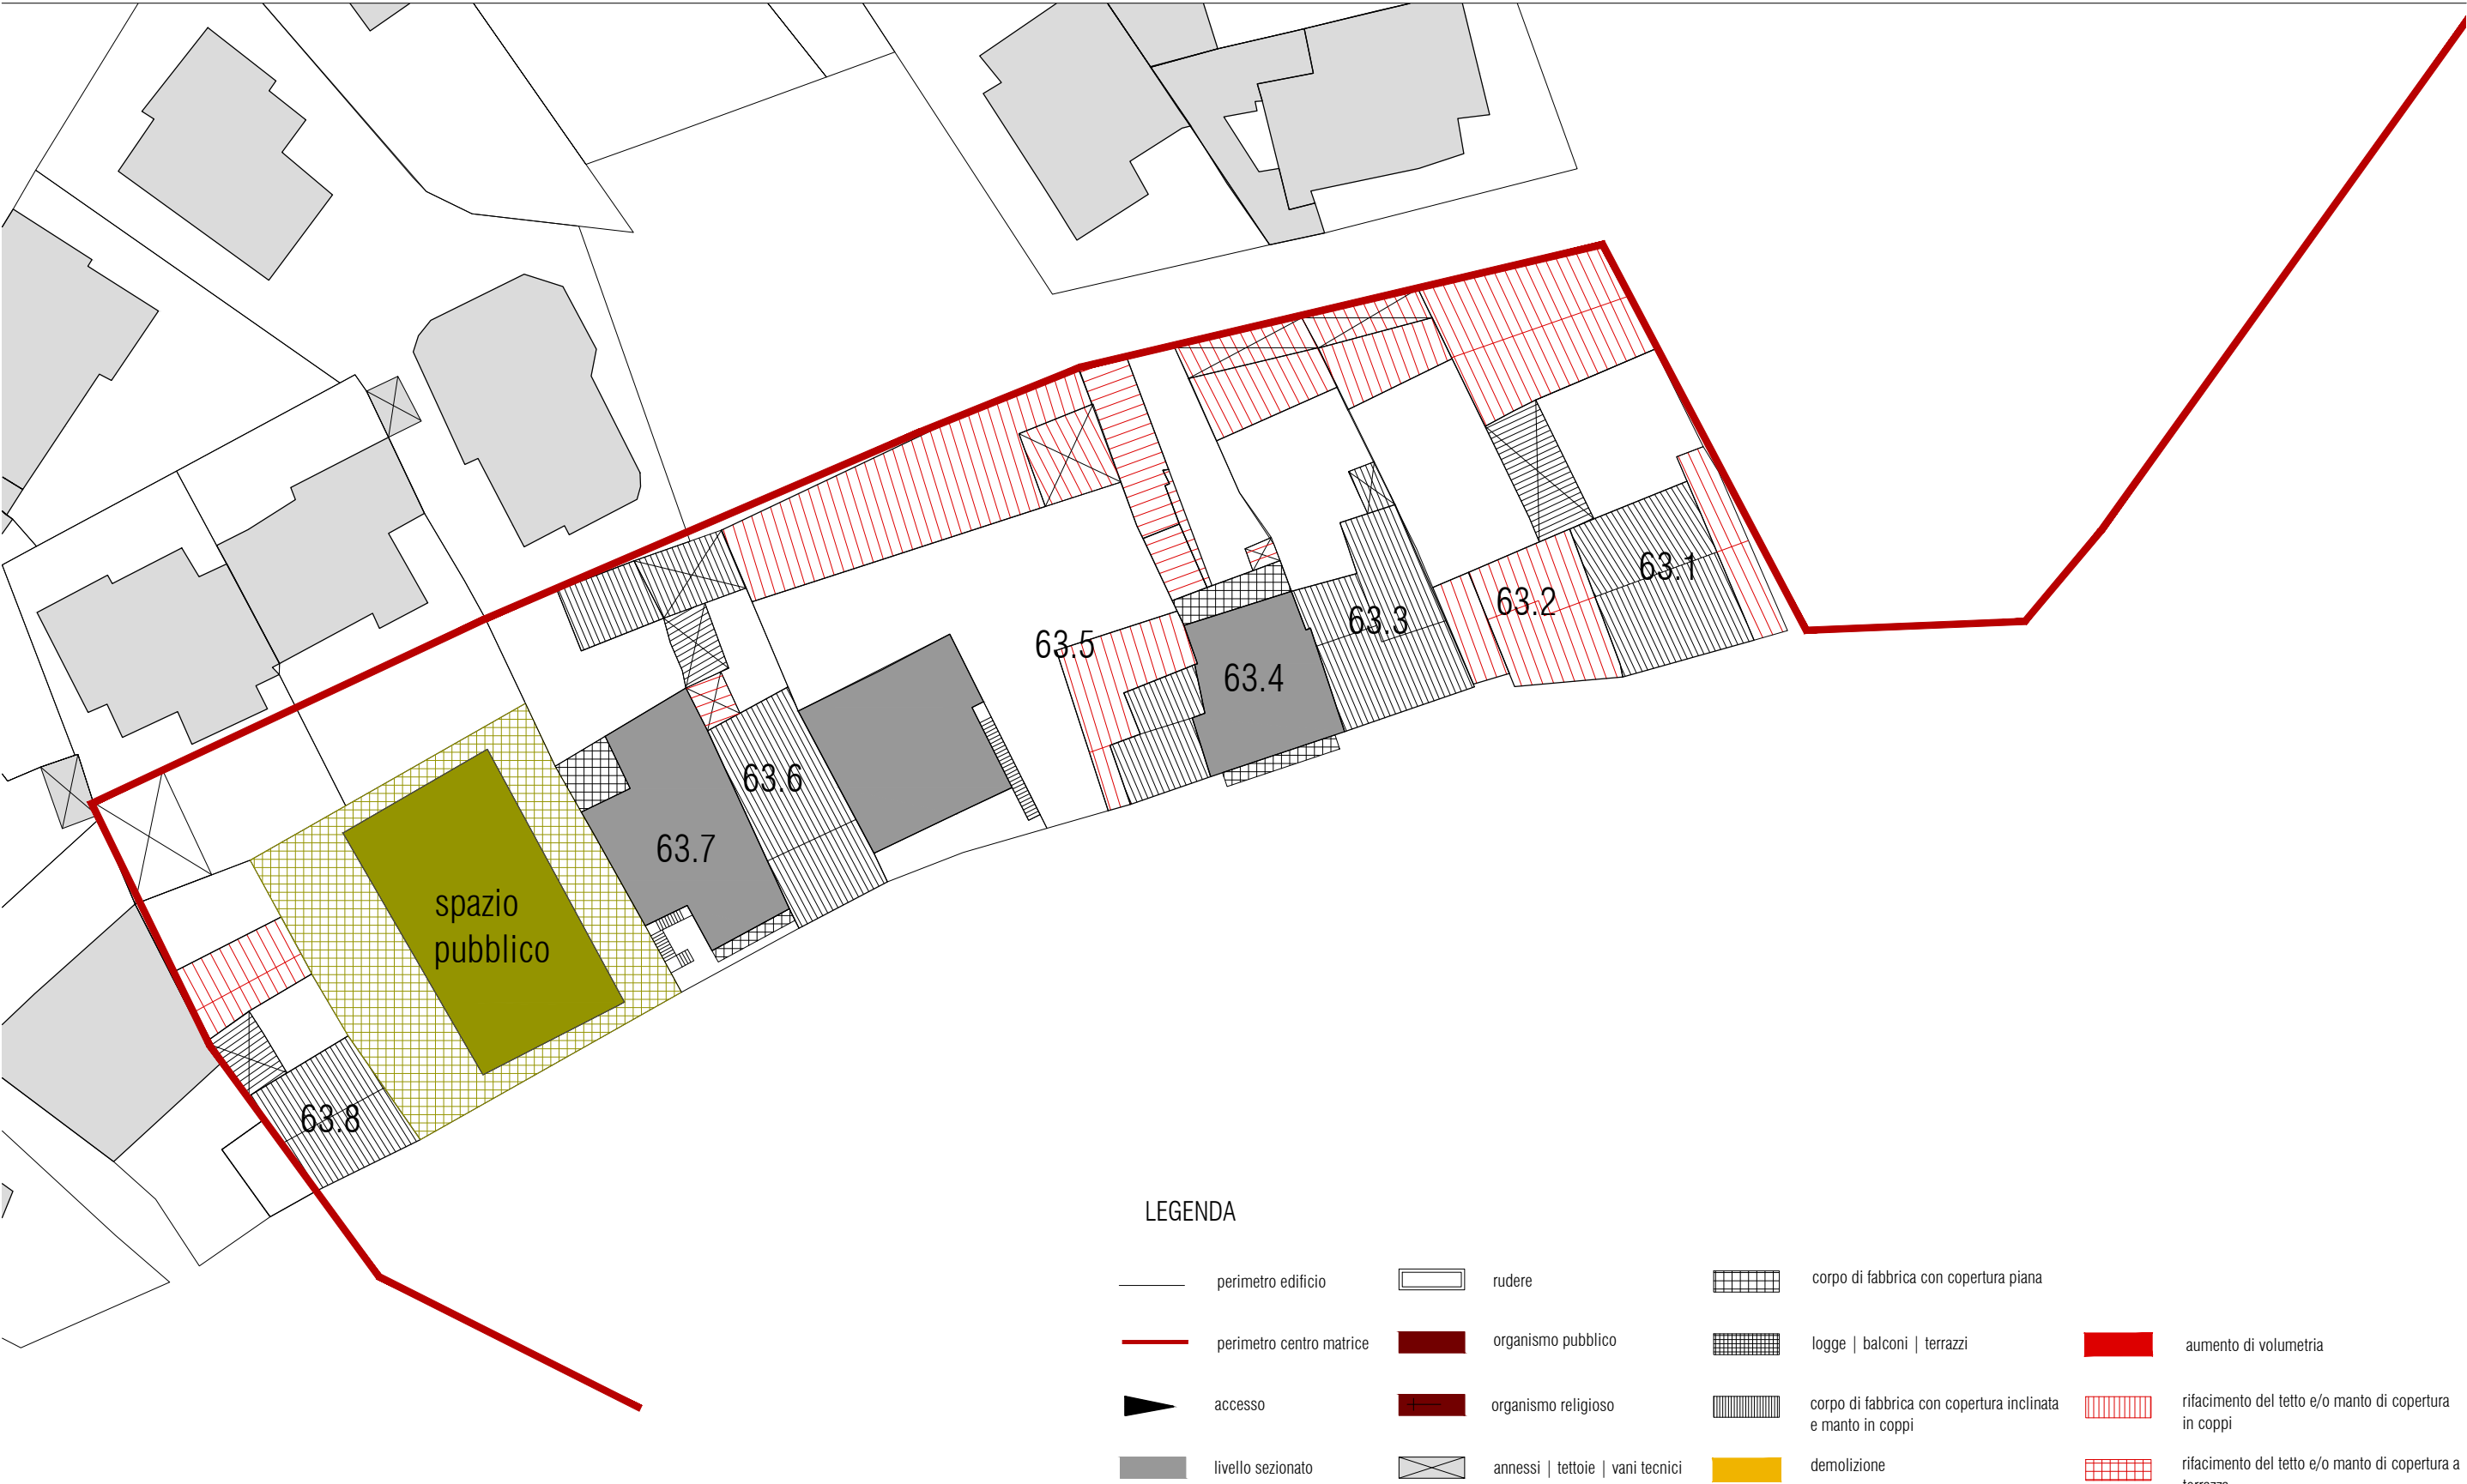 63.1
63.2
63.3
63.5
63.4
63.6
63.7
spazio
pubblico
63.8
LEGENDA
perimetro edificio
rudere
corpo di fabbrica con copertura piana
perimetro centro matrice
organismo pubblico
logge | balconi | terrazzi
aumento di volumetria
accesso
organismo religioso
corpo di fabbrica con copertura inclinata
e manto in coppi
rifacimento del tetto e/o manto di copertura
in coppi
livello sezionato
annessi | tettoie | vani tecnici
demolizione
rifacimento del tetto e/o manto di copertura a